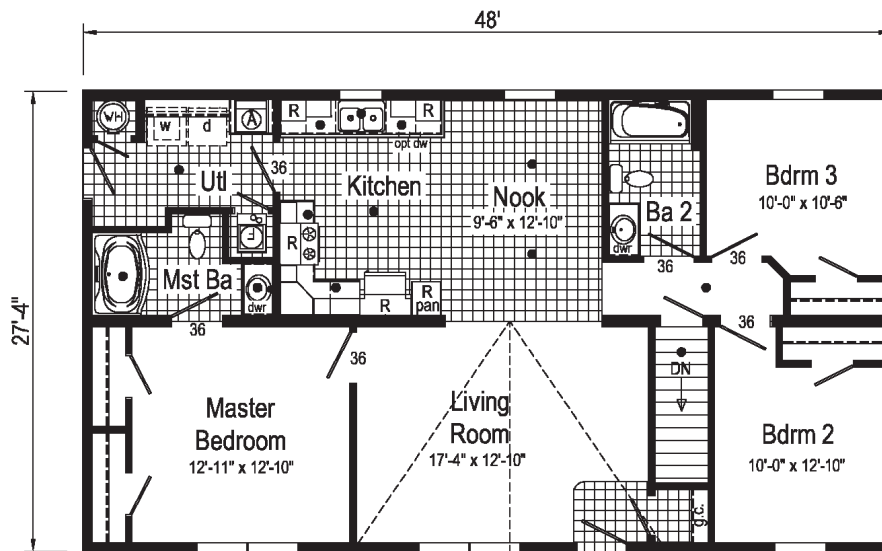 48'
27'-4"
WH
w
d
A
R
R
opt dw
36
Utl
Kitchen
Nook
9'-6" x 12'-10"
Ba 2
dwr
Bdrm 3
10'-0" x 10'-6"
R
F
Mst Ba
dwr
R
R
pan
36
36
36
36
36
DN
Master
Bedroom
12'-11" x 12'-10"
Living
Room
17'-4" x 12'-10"
Bdrm 2
10'-0" x 12'-10"
g.c.